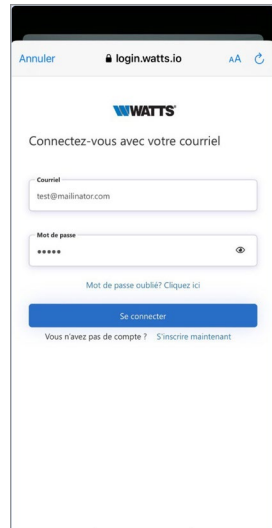 Annuler login.watts.io AA
WATTS
Connectez-vous avec votre courriel
Courriel
test@mailinator.com
Mot de passe
•••••
Mot de passe oublié? Cliquez ici
Se connecter
Vous n'avez pas de compte ? S'inscrire maintenant